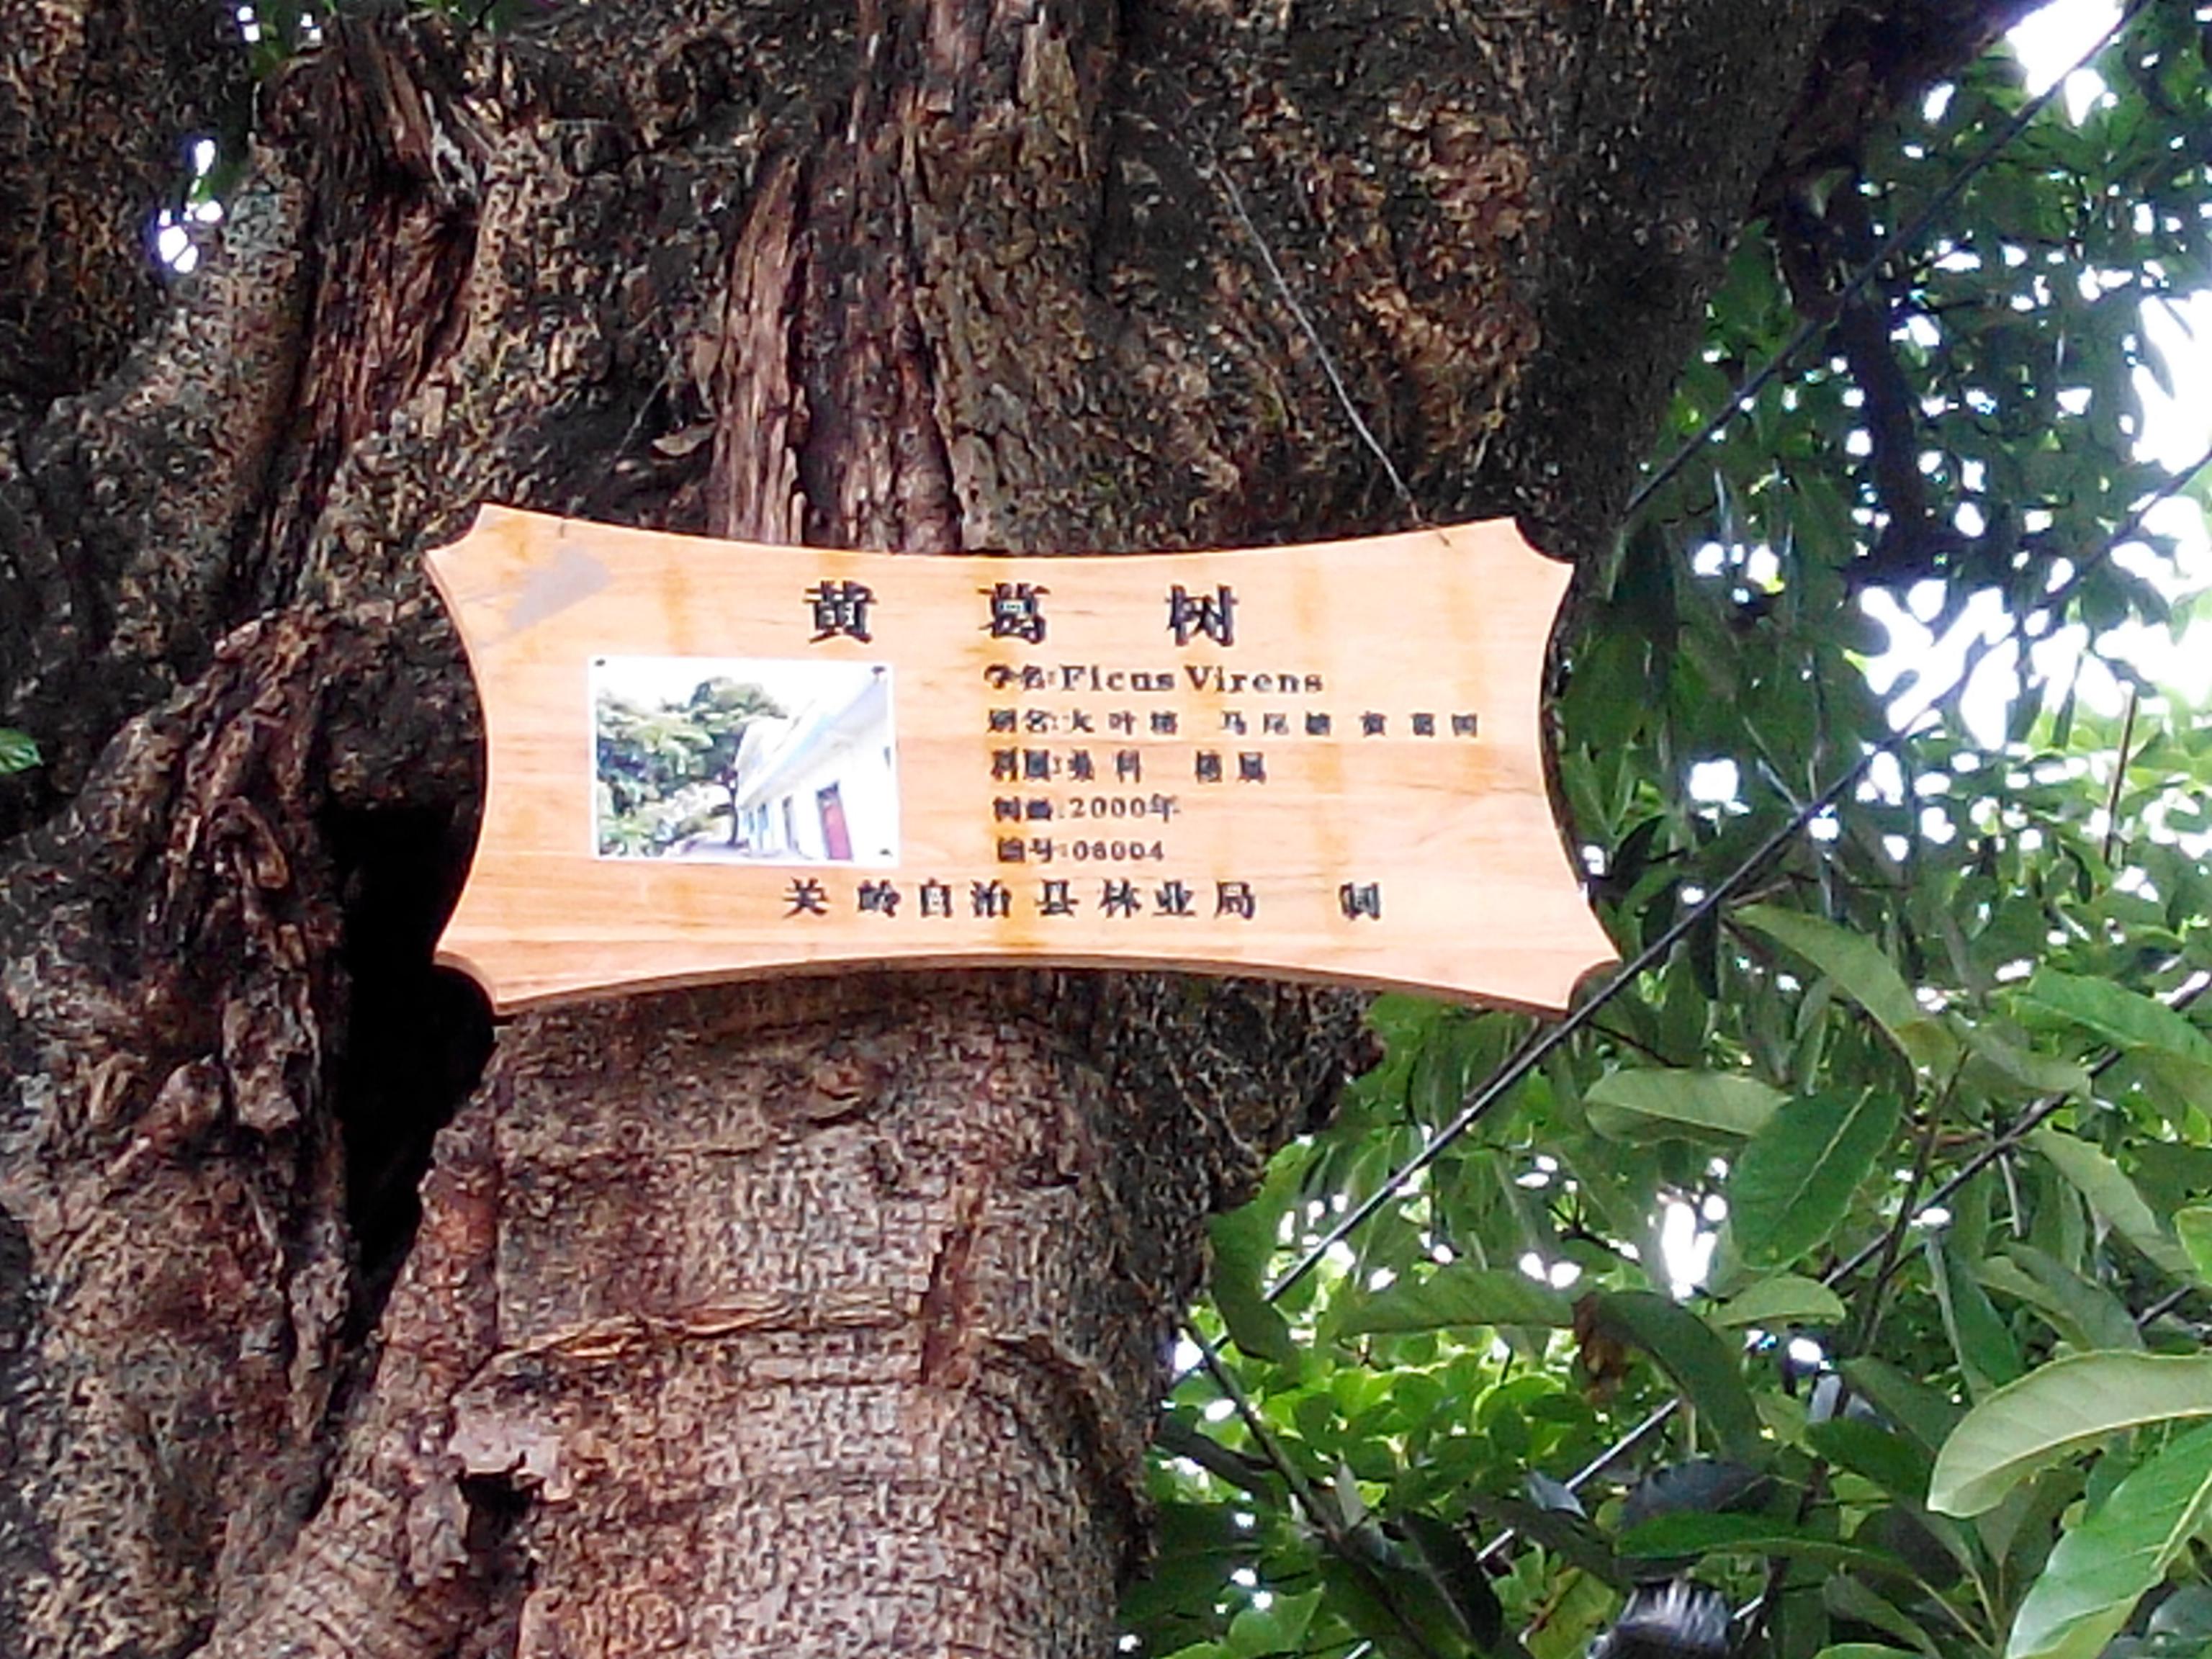 黄葛树
学名:Ficus Virens
别名:大叶榕 马尾榕 黄葛
科属:桑科 榕属
树龄:2000年
编号:06004
关岭自治县林业局 制